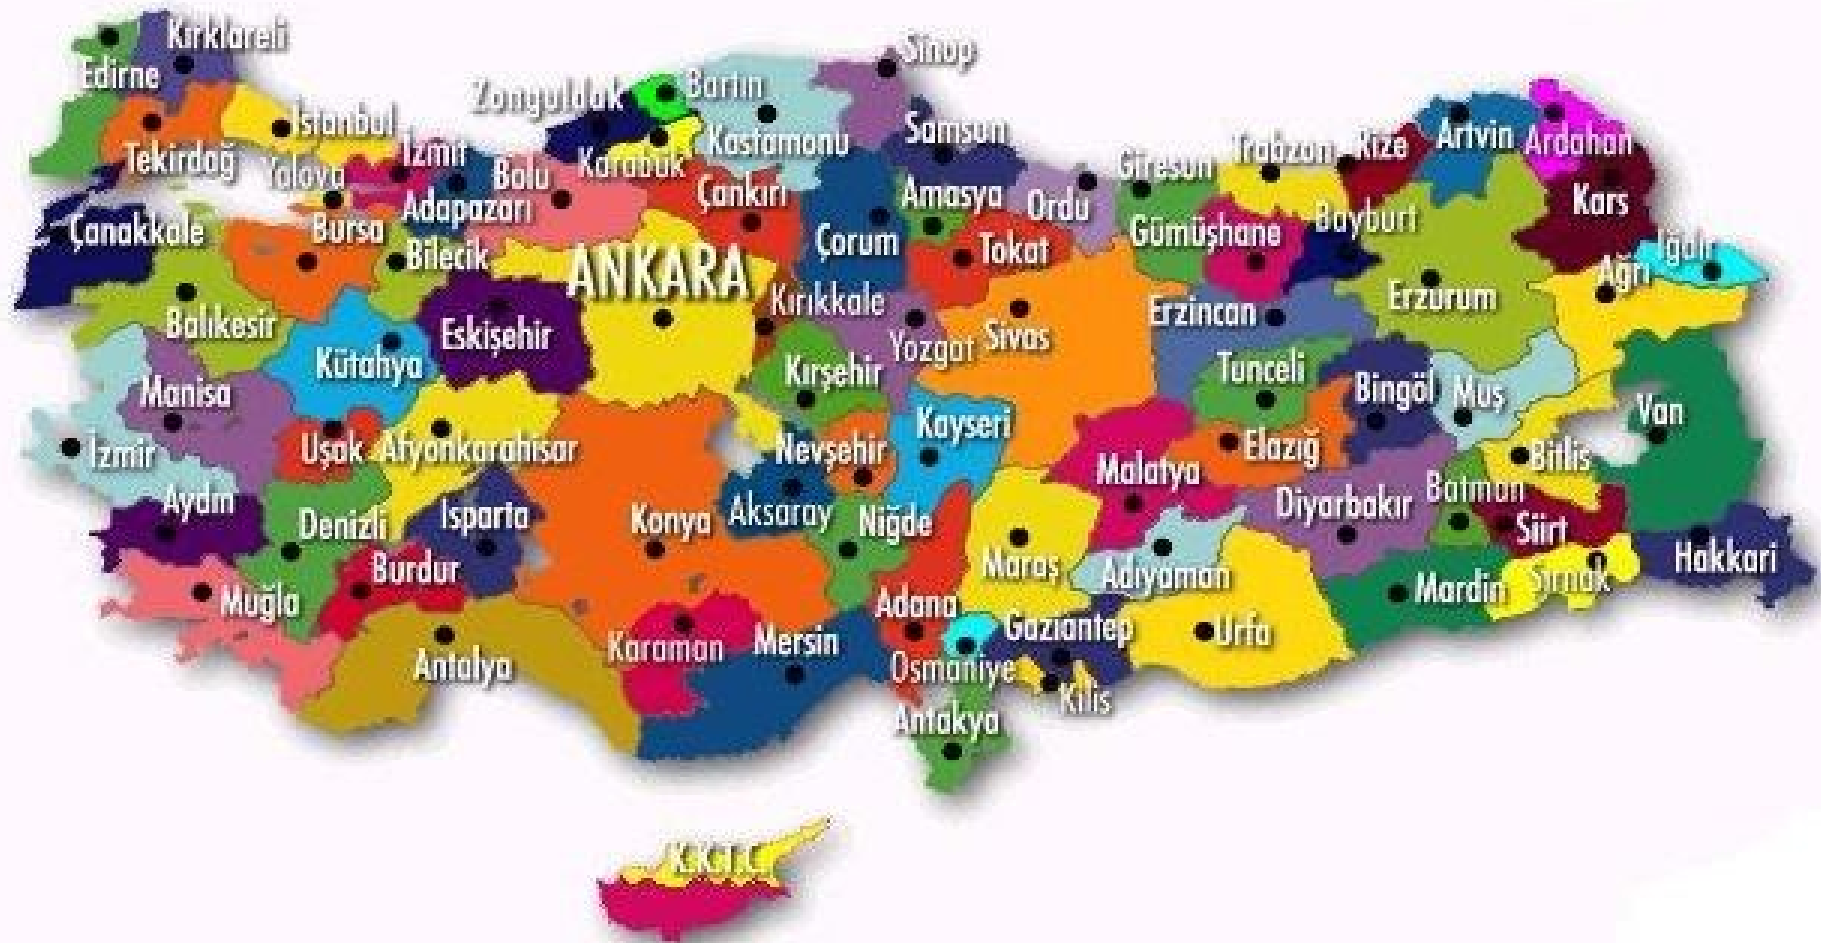 Kırklareli
Edirne
Tekirdağ
İstanbul
Yalova
İzmit
Adapazarı
Bolu
Zonguldak
Bartın
Karabük
Kastamonu
Sinop
Samsun
Çankırı
Amasya
Ordu
Giresun
Trabzon
Rize
Artvin
Ardahan
Kars
Çanakkale
Bursa
Bilecik
ANKARA
Çorum
Tokat
Gümüşhane
Bayburt
Iğdır
Ağrı
Balıkesir
Kütahya
Eskişehir
Kırıkkale
Yozgat
Sivas
Erzincan
Erzurum
Manisa
Kırşehir
Tunceli
Bingöl
Muş
Van
İzmir
Uşak
Afyonkarahisar
Nevşehir
Kayseri
Malatya
Elazığ
Bitlis
Aydın
Denizli
Isparta
Konya
Aksaray
Niğde
Maraş
Adıyaman
Diyarbakır
Batman
Siirt
Hakkari
Muğla
Burdur
Antalya
Karaman
Mersin
Adana
Osmaniye
Gaziantep
Kilis
Urfa
Mardin
Şırnak
Antakya
K.K.T.C.